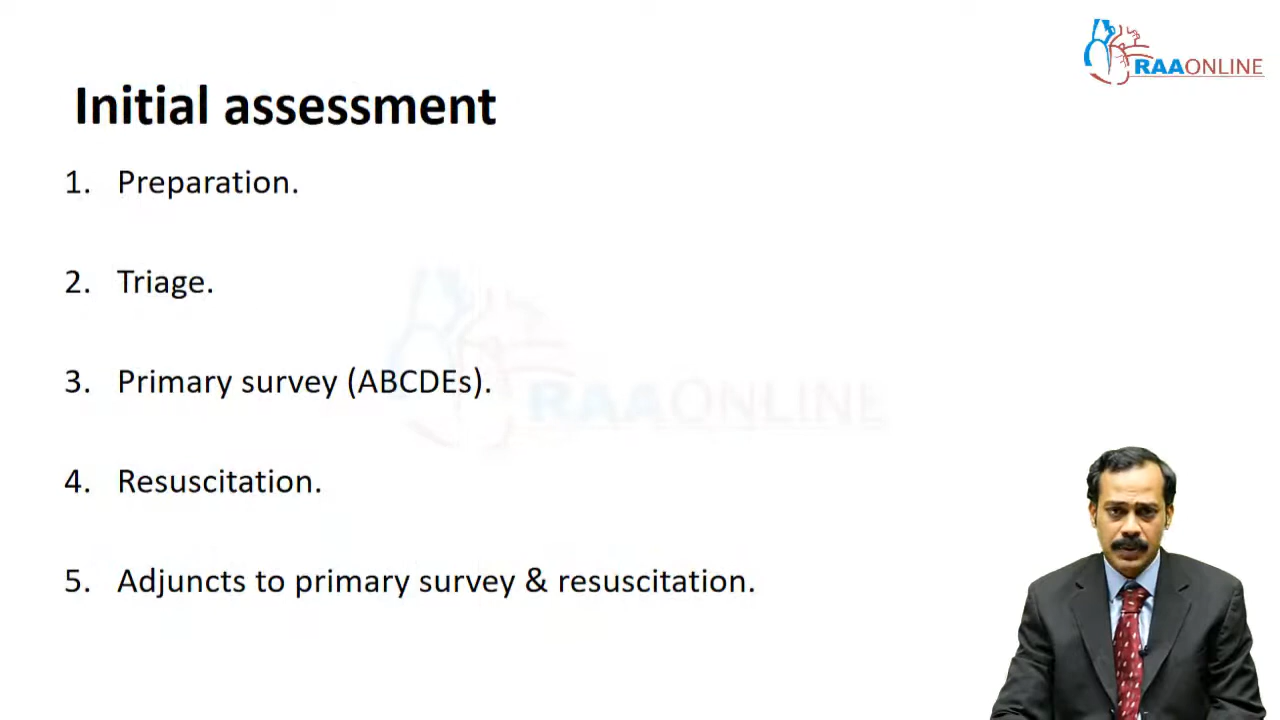 RAAONLINE
Initial assessment
1. Preparation.
2. Triage.
3. Primary survey (ABCDEs).
RAAONLINE
4. Resuscitation.
5. Adjuncts to primary survey & resuscitation.